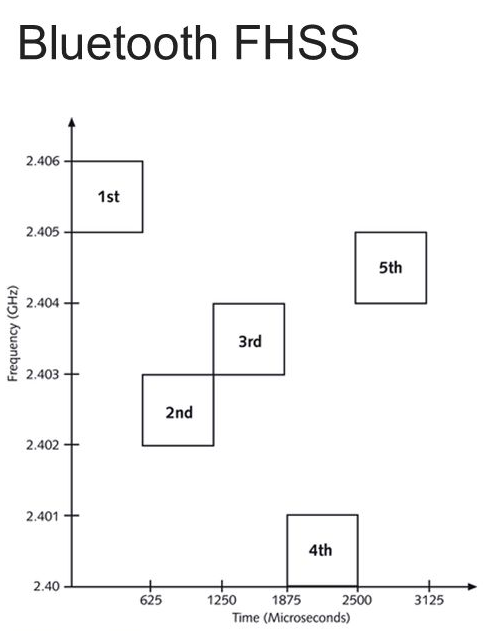 Bluetooth FHSS
2.406
1st
2.405
5th
2.404
3rd
2.403
2nd
2.402
2.401
4th
2.40
625 1250 1875 2500 3125
Time (Microseconds)
Frequency (GHz)